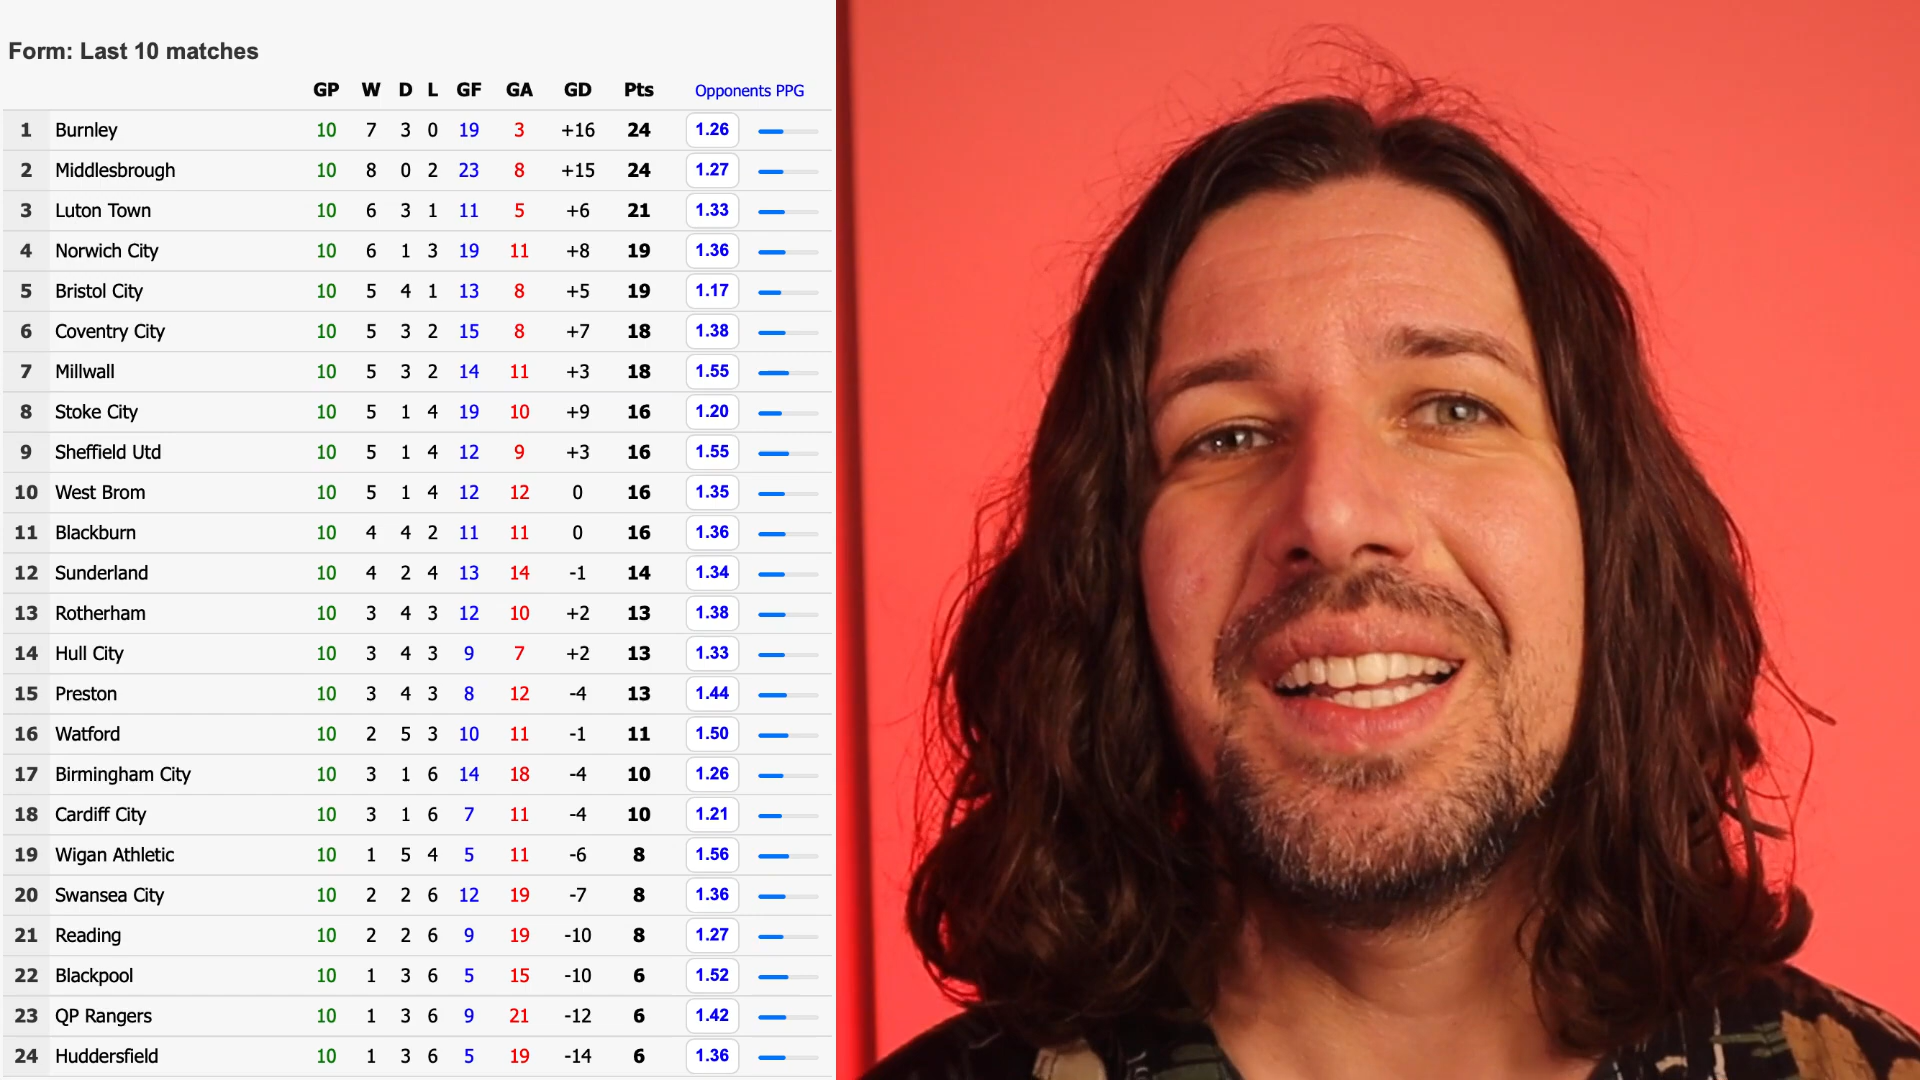 Form: Last 10 matches
GP W D L GF GA GD Pts Opponents PPG
1 Burnley 10 7 3 0 19 3 +16 24 1.26
2 Middlesbrough 10 8 0 2 23 8 +15 24 1.27
3 Luton Town 10 6 3 1 11 5 +6 21 1.33
4 Norwich City 10 6 1 3 19 11 +8 19 1.36
5 Bristol City 10 5 4 1 13 8 +5 19 1.17
6 Coventry City 10 5 3 2 15 8 +7 18 1.38
7 Millwall 10 5 3 2 14 11 +3 18 1.55
8 Stoke City 10 5 1 4 19 10 +9 16 1.20
9 Sheffield Utd 10 5 1 4 12 9 +3 16 1.55
10 West Brom 10 5 1 4 12 12 0 16 1.35
11 Blackburn 10 4 4 2 11 11 0 16 1.36
12 Sunderland 10 4 2 4 13 14 -1 14 1.34
13 Rotherham 10 3 4 3 12 10 +2 13 1.38
14 Hull City 10 3 4 3 9 7 +2 13 1.33
15 Preston 10 3 4 3 8 12 -4 13 1.44
16 Watford 10 2 5 3 10 11 -1 11 1.50
17 Birmingham City 10 3 1 6 14 18 -4 10 1.26
18 Cardiff City 10 3 1 6 7 11 -4 10 1.21
19 Wigan Athletic 10 1 5 4 5 11 -6 8 1.56
20 Swansea City 10 2 2 6 12 19 -7 8 1.36
21 Reading 10 2 2 6 9 19 -10 8 1.27
22 Blackpool 10 1 3 6 5 15 -10 6 1.52
23 QP Rangers 10 1 3 6 9 21 -12 6 1.42
24 Huddersfield 10 1 3 6 5 19 -14 6 1.36